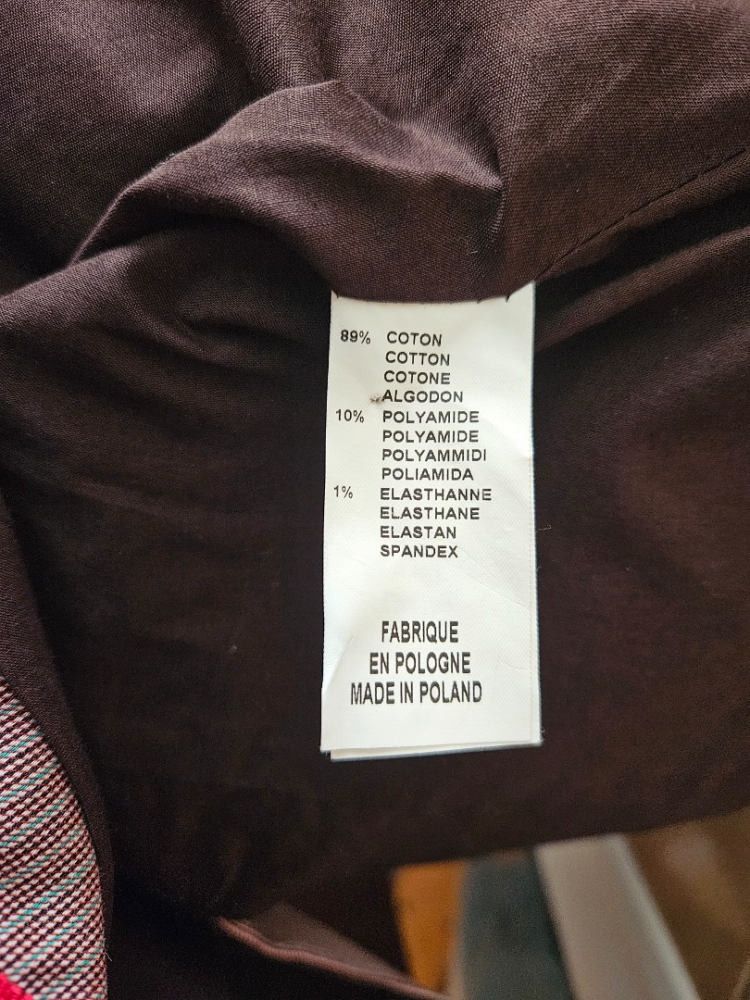 89% COTON
COTTON
COTONE
ALGODON
10% POLYAMIDE
POLYAMIDE
POLYAMMIDI
POLIAMIDA
1% ELASTHANNE
ELASTHANE
ELASTAN
SPANDEX
FABRIQUE
EN POLOGNE
MADE IN POLAND